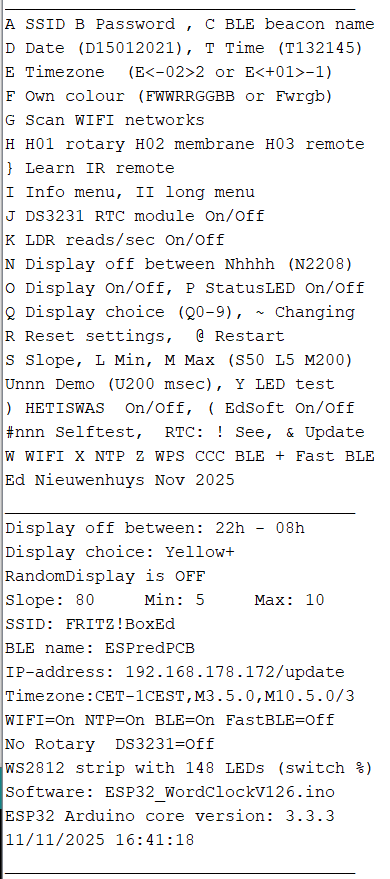 A SSID B Password , C BLE beacon name
D Date (D15012021), T Time (T132145)
E Timezone  (E<-02>2 or E<+01>-1)
F Own colour (FWWRRGGBB or Fwrgb)
G Scan WIFI networks
H H01 rotary H02 membrane H03 remote
} Learn IR remote
I Info menu, II long menu
J DS3231 RTC module On/Off
K LDR reads/sec On/Off
N Display off between Nhhhh (N2208)
O Display On/Off, P StatusLED On/Off
Q Display choice (Q0-9), ~ Changing
R Reset settings,  @ Restart
S Slope, L Min, M Max (S50 L5 M200)
Unnn Demo (U200 msec), Y LED test
) HETISWAS  On/Off, ( EdSoft On/Off
#nnn Selftest,  RTC: ! See, & Update
W WIFI X NTP Z WPS CCC BLE + Fast BLE
Ed Nieuwenhuys Nov 2025
Display off between: 22h - 08h
Display choice: Yellow+
RandomDisplay is OFF
Slope: 80     Min: 5     Max: 10
SSID: FRITZ!BoxEd
BLE name: ESPredPCB
IP-address: 192.168.178.172/update
Timezone:CET-1CEST,M3.5.0,M10.5.0/3
WIFI=On NTP=On BLE=On FastBLE=Off
No Rotary  DS3231=Off
WS2812 strip with 148 LEDs (switch %)
Software: ESP32_WordClockV126.ino
ESP32 Arduino core version: 3.3.3
11/11/2025 16:41:18